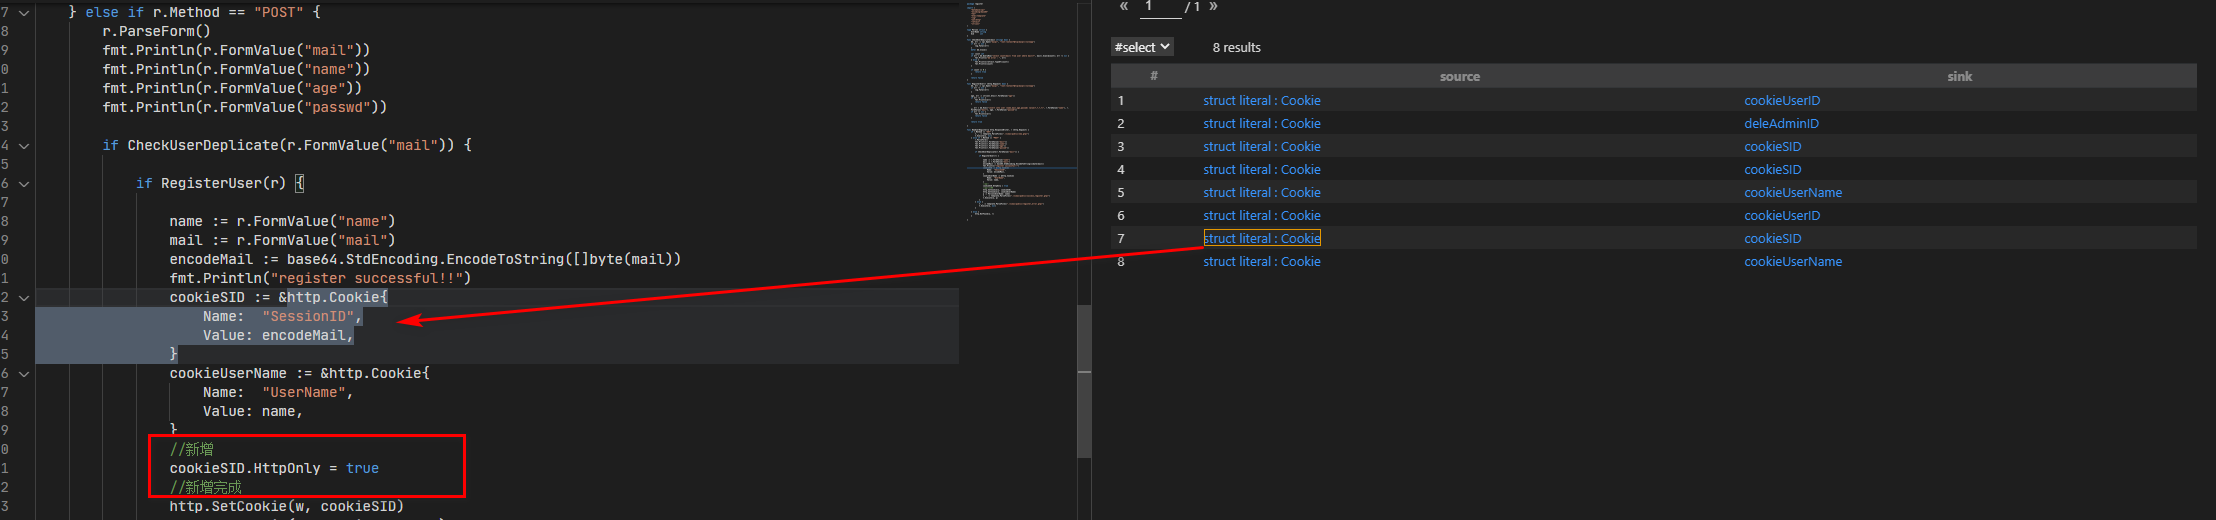 7 } else if r.Method == "POST" {
8 r.ParseForm()
9 fmt.Println(r.FormValue("mail"))
0 fmt.Println(r.FormValue("name"))
1 fmt.Println(r.FormValue("age"))
2 fmt.Println(r.FormValue("passwd"))
3
4 if CheckUserDeplicate(r.FormValue("mail")) {
5
6 if RegisterUser(r) {
7
8 name := r.FormValue("name")
9 mail := r.FormValue("mail")
0 encodeMail := base64.StdEncoding.EncodeToString([]byte(mail))
1 fmt.Println("register successful!!")
2 cookieSID := &http.Cookie{
3 Name: "SessionID",
4 Value: encodeMail,
5 }
6 cookieUserName := &http.Cookie{
7 Name: "UserName",
8 Value: name,
9 }
0 //新增
1 cookieSID.HttpOnly = true
2 //新增完成
3 http.SetCookie(w, cookieSID)
« 1 / 1 »
#select 8 results
# source sink
1 struct literal : Cookie cookieUserID
2 struct literal : Cookie deleAdminID
3 struct literal : Cookie cookieSID
4 struct literal : Cookie cookieSID
5 struct literal : Cookie cookieUserName
6 struct literal : Cookie cookieUserID
7 struct literal : Cookie cookieSID
8 struct literal : Cookie cookieUserName